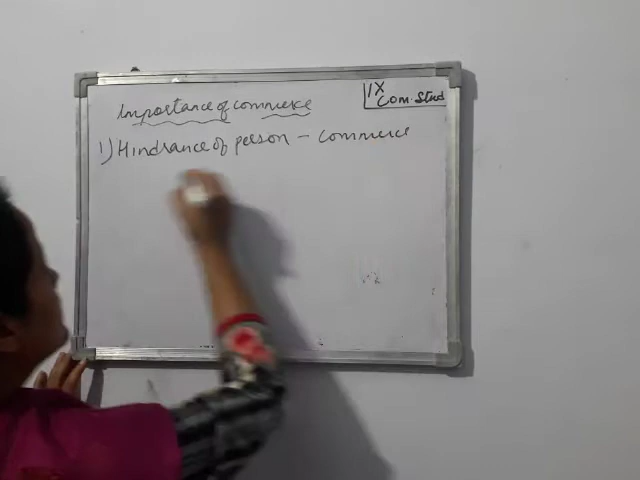 Importance of commerce
IX
Com. Stud
1) Hindrance of person - commerce